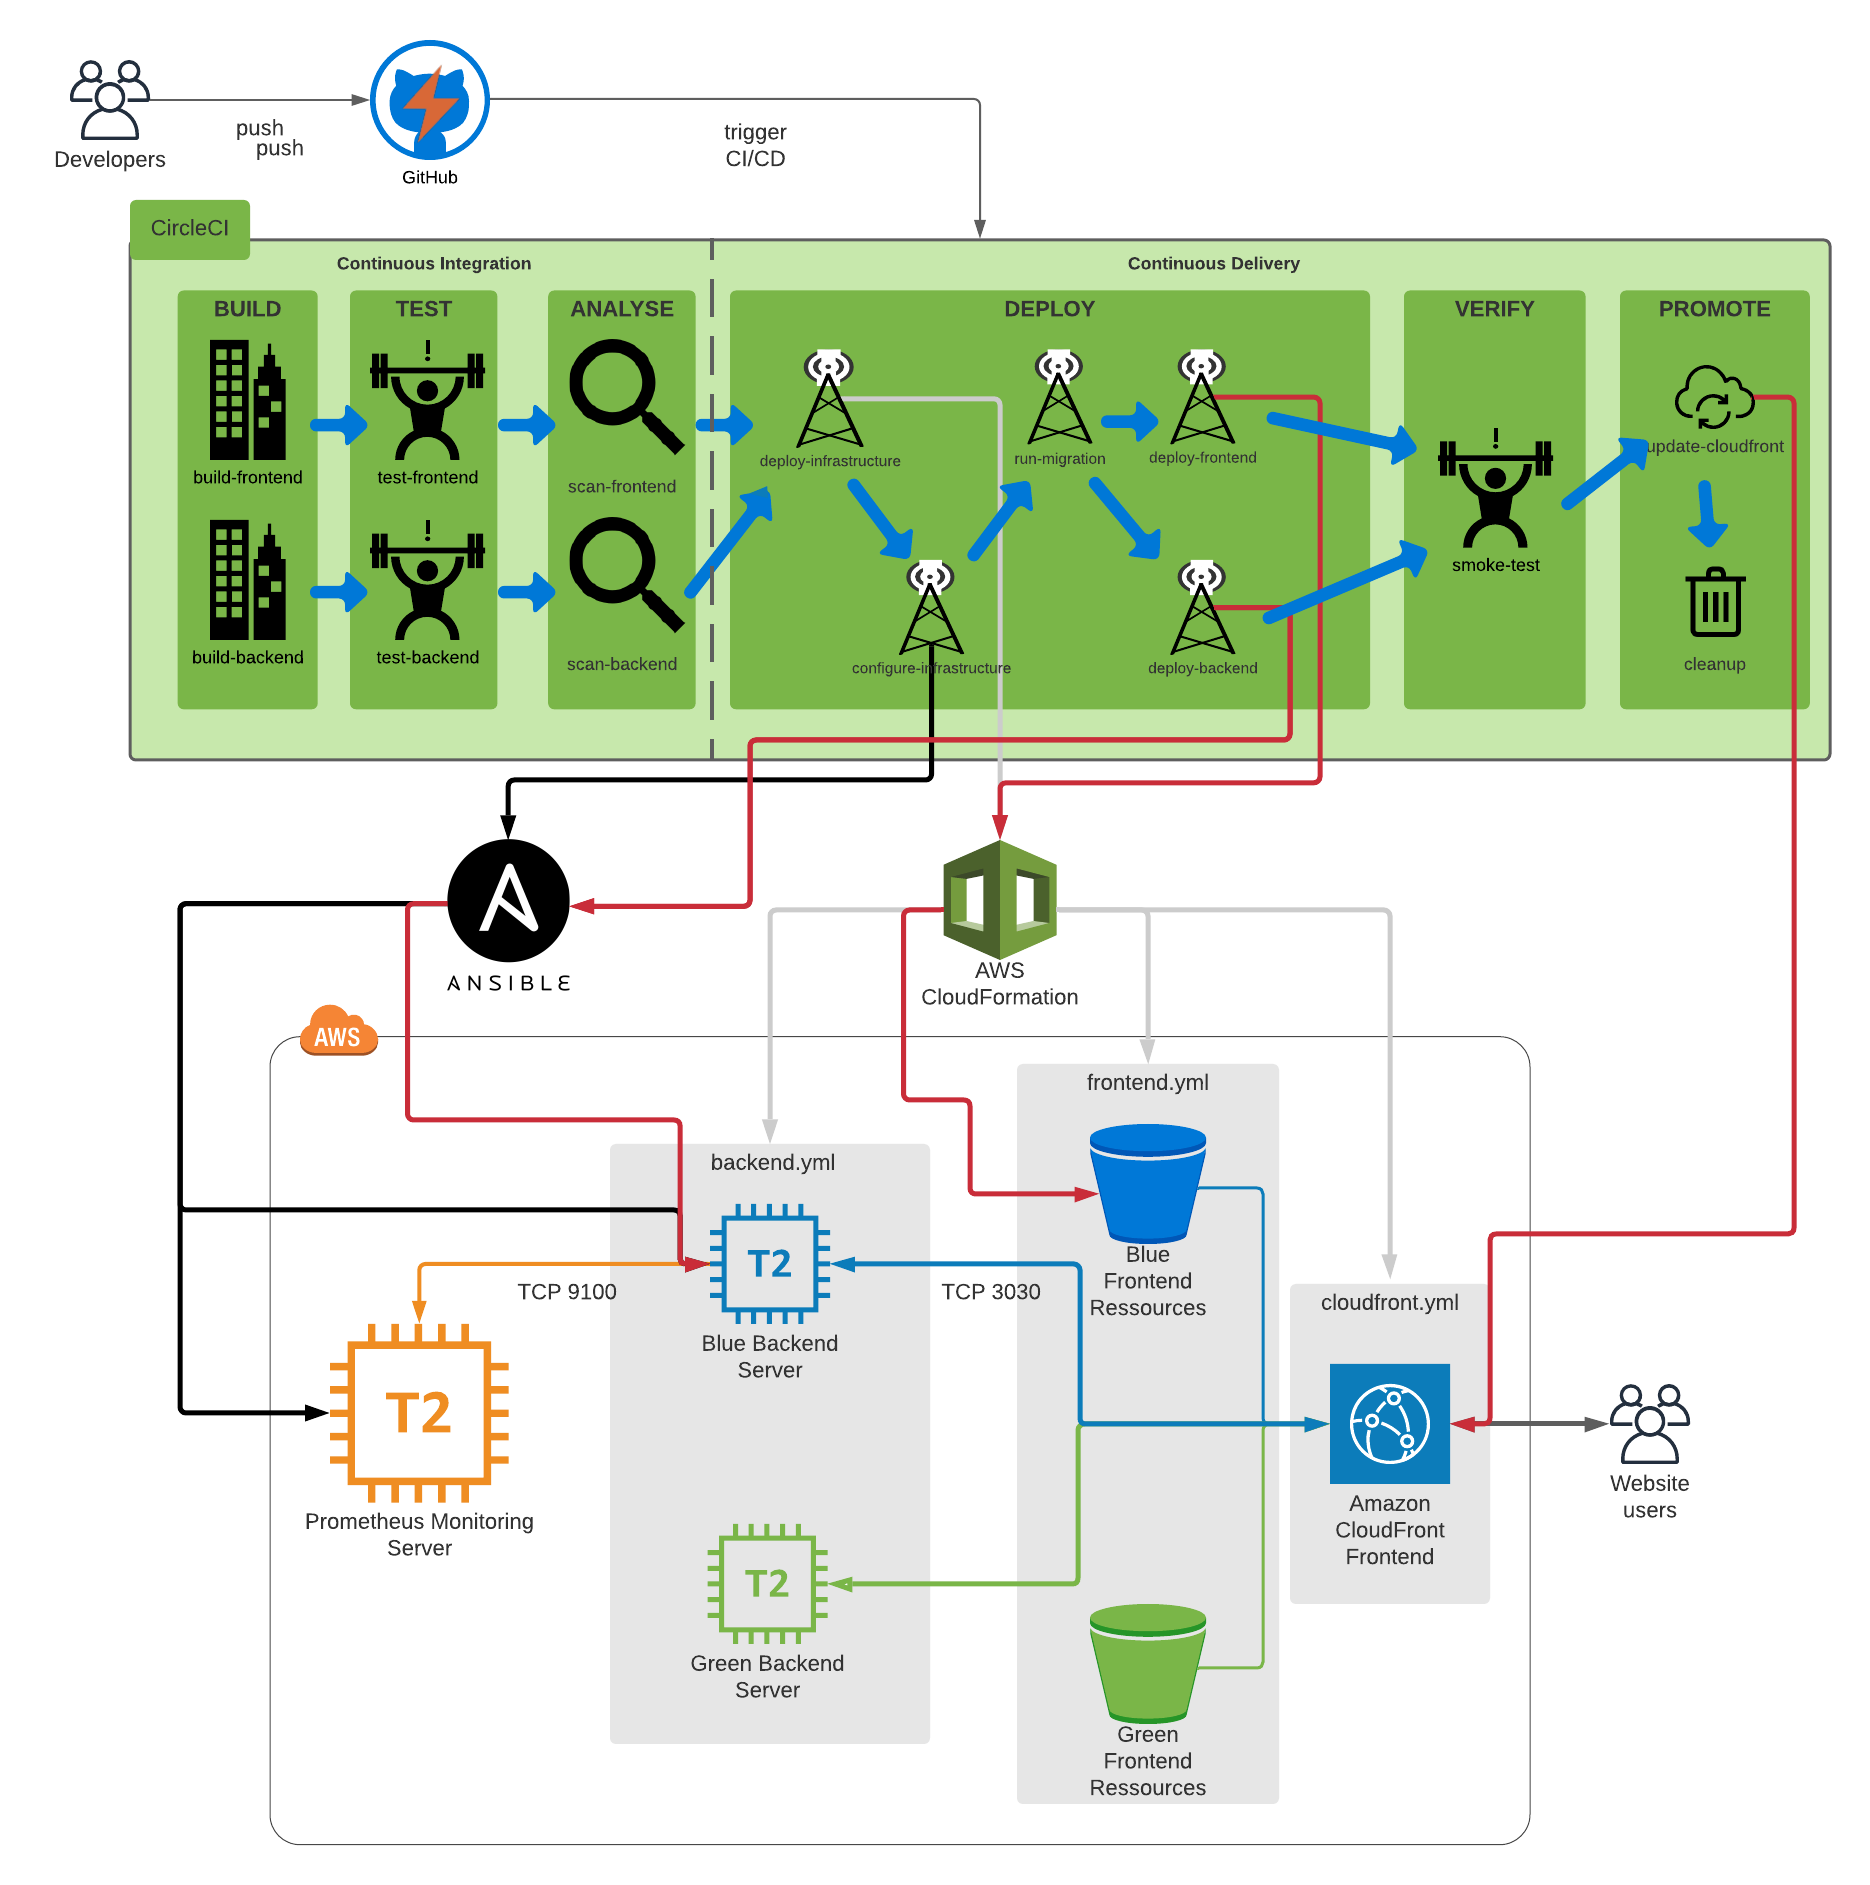 Developers
push
push
GitHub
trigger
CI/CD
CircleCI
Continuous Integration
Continuous Delivery
BUILD
TEST
ANALYSE
DEPLOY
VERIFY
PROMOTE
build-frontend
test-frontend
scan-frontend
deploy-infrastructure
run-migration
deploy-frontend
update-cloudfront
build-backend
test-backend
scan-backend
configure-infrastructure
deploy-backend
smoke-test
cleanup
ANSIBLE
AWS
CloudFormation
AWS
frontend.yml
backend.yml
T2
Blue
Frontend
Ressources
TCP 9100
TCP 3030
cloudfront.yml
Blue Backend
Server
T2
Prometheus Monitoring
Server
Amazon
CloudFront
Frontend
Website
users
T2
Green Backend
Server
Green
Frontend
Ressources